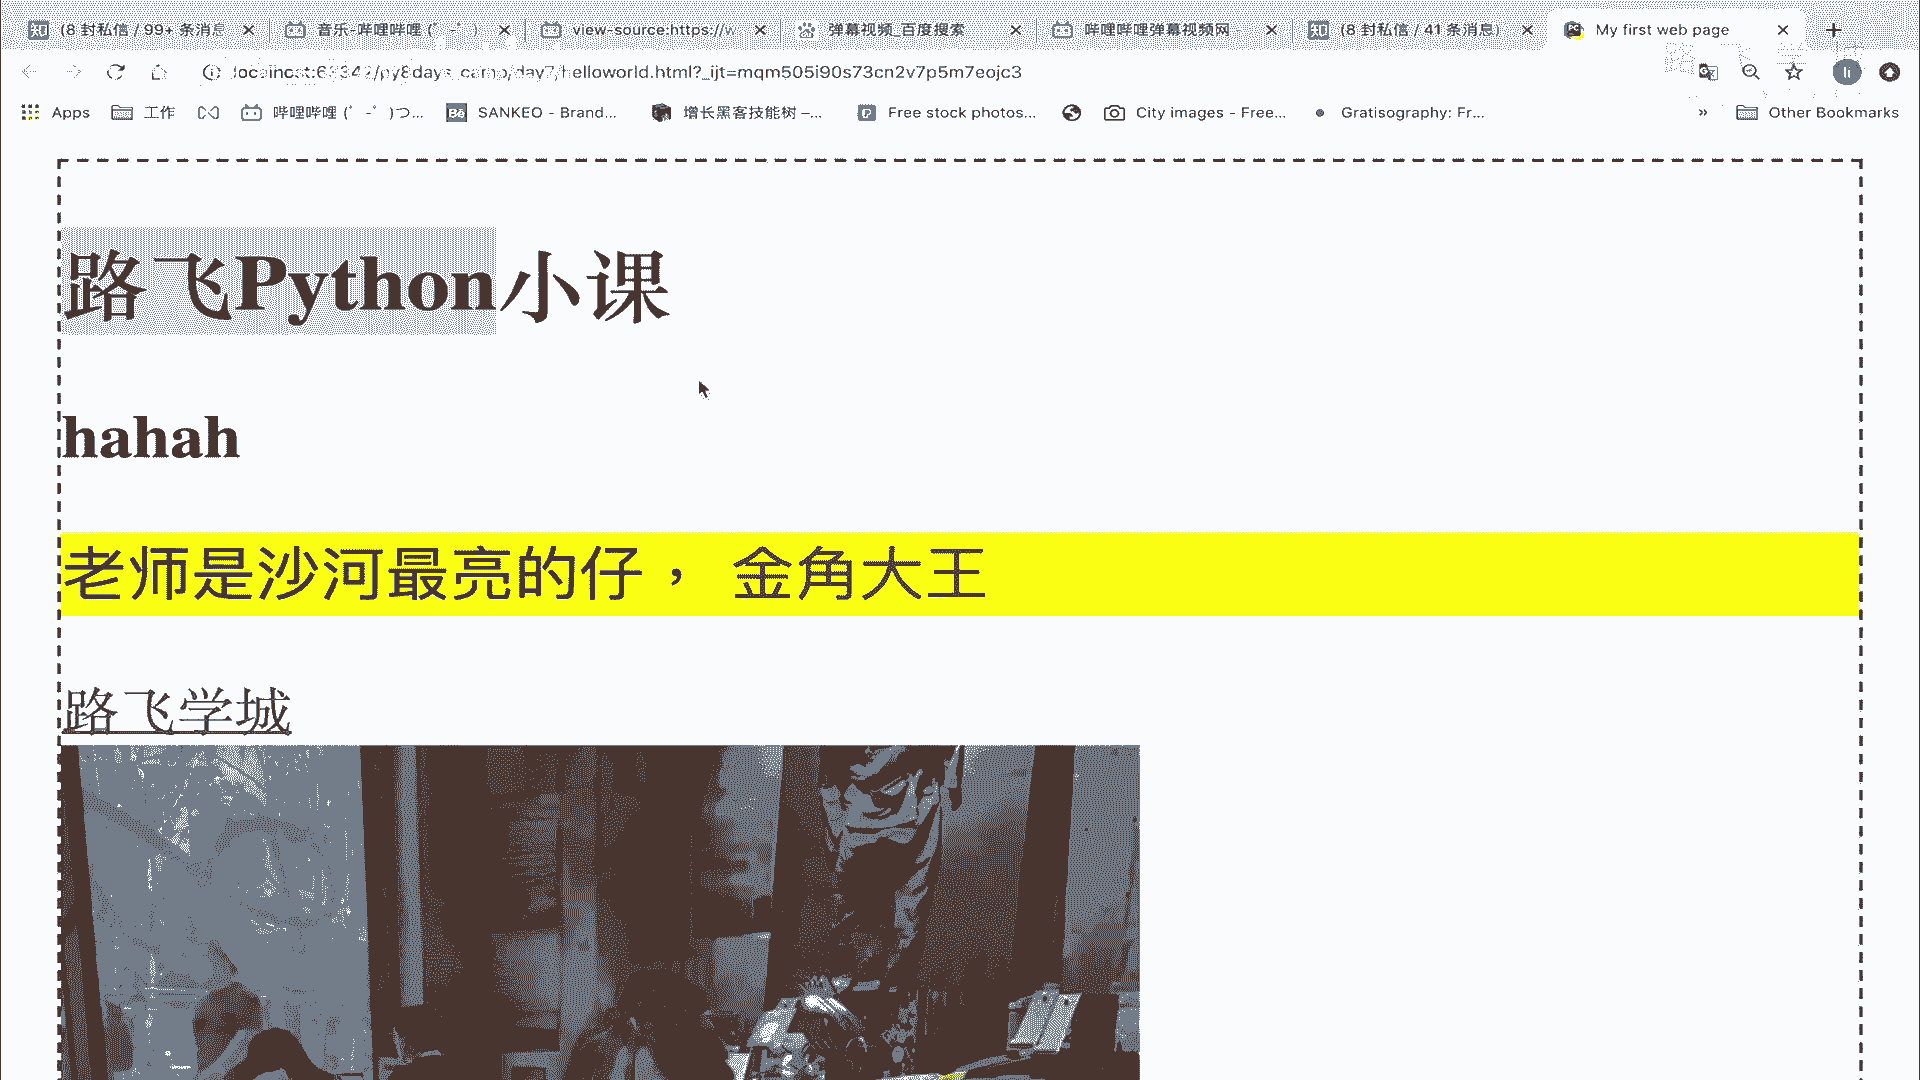 (8 封私信 / 99+ 条消息
音乐-哔哩哔哩 (゜-゜)
view-source:https://w
弹幕视频_百度搜索
哔哩哔哩弹幕视频网 -
(8 封私信 / 41 条消息)
My first web page
localhost:63342/py8days_camp/day7/helloworld.html?_ijt=mqm505i90s73cn2v7p5m7eojc3
li
Apps
工作
哔哩哔哩 (゜-゜)つ...
Bē
SANKEO - Brand...
增长黑客技能树 –...
Free stock photos...
City images - Free...
Gratisography: Fr...
»
Other Bookmarks
路飞Python小课
hahah
老师是沙河最亮的仔， 金角大王
路飞学城